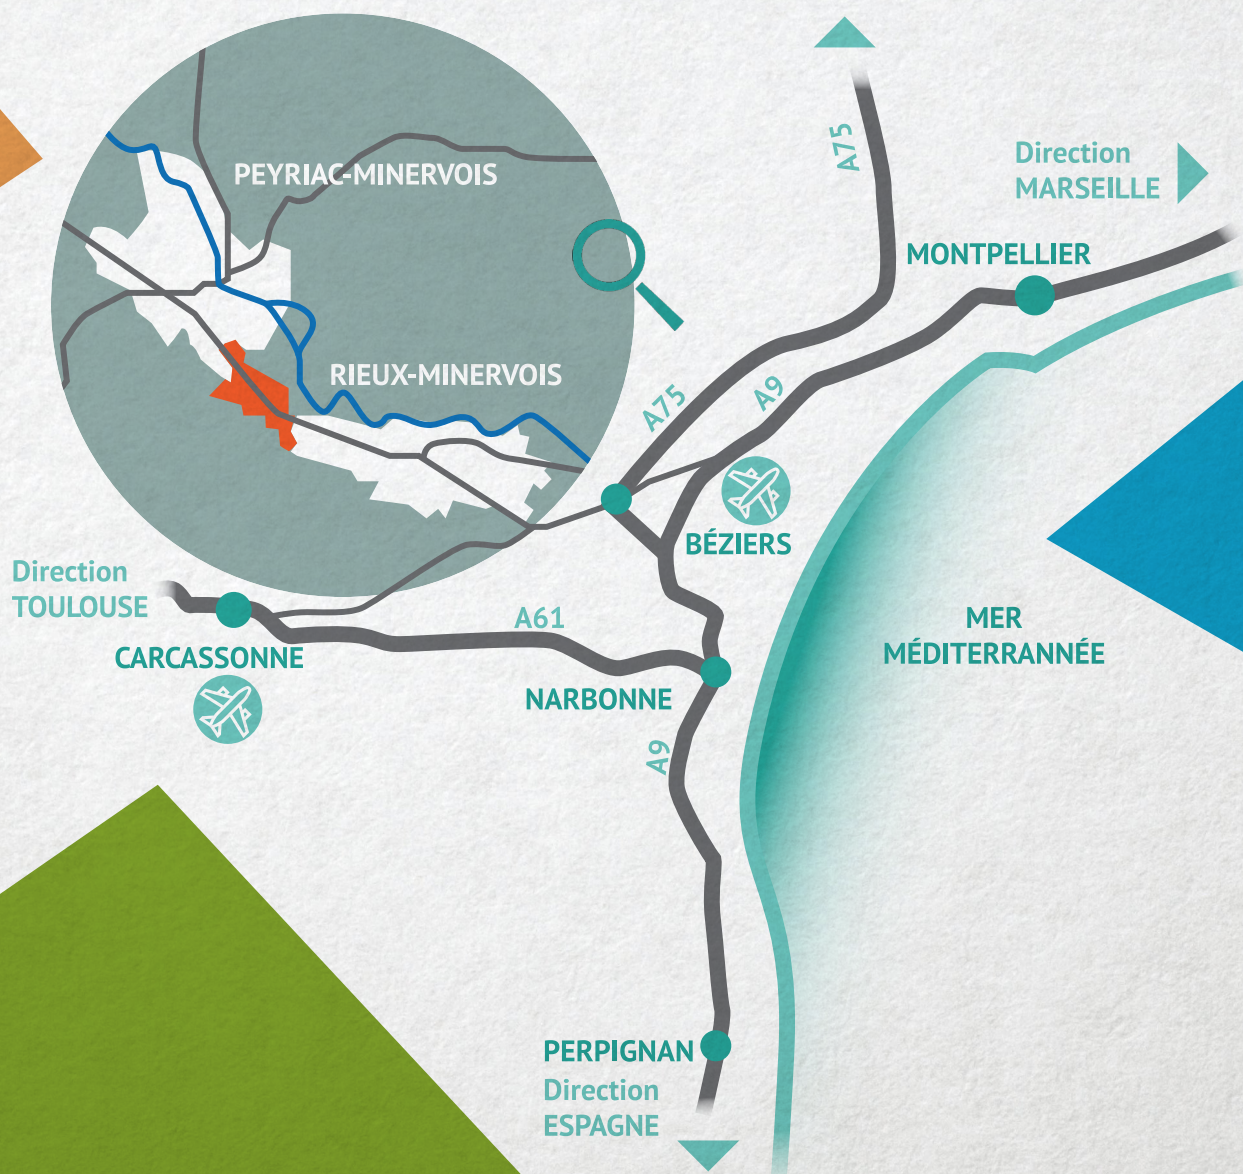 A75
Direction
MARSEILLE
PEYRIAC-MINERVOIS
MONTPELLIER
RIEUX-MINERVOIS
A75
A9
BÉZIERS
Direction
TOULOUSE
A61
MER
MÉDITERRANNÉE
CARCASSONNE
NARBONNE
A9
PERPIGNAN
Direction
ESPAGNE